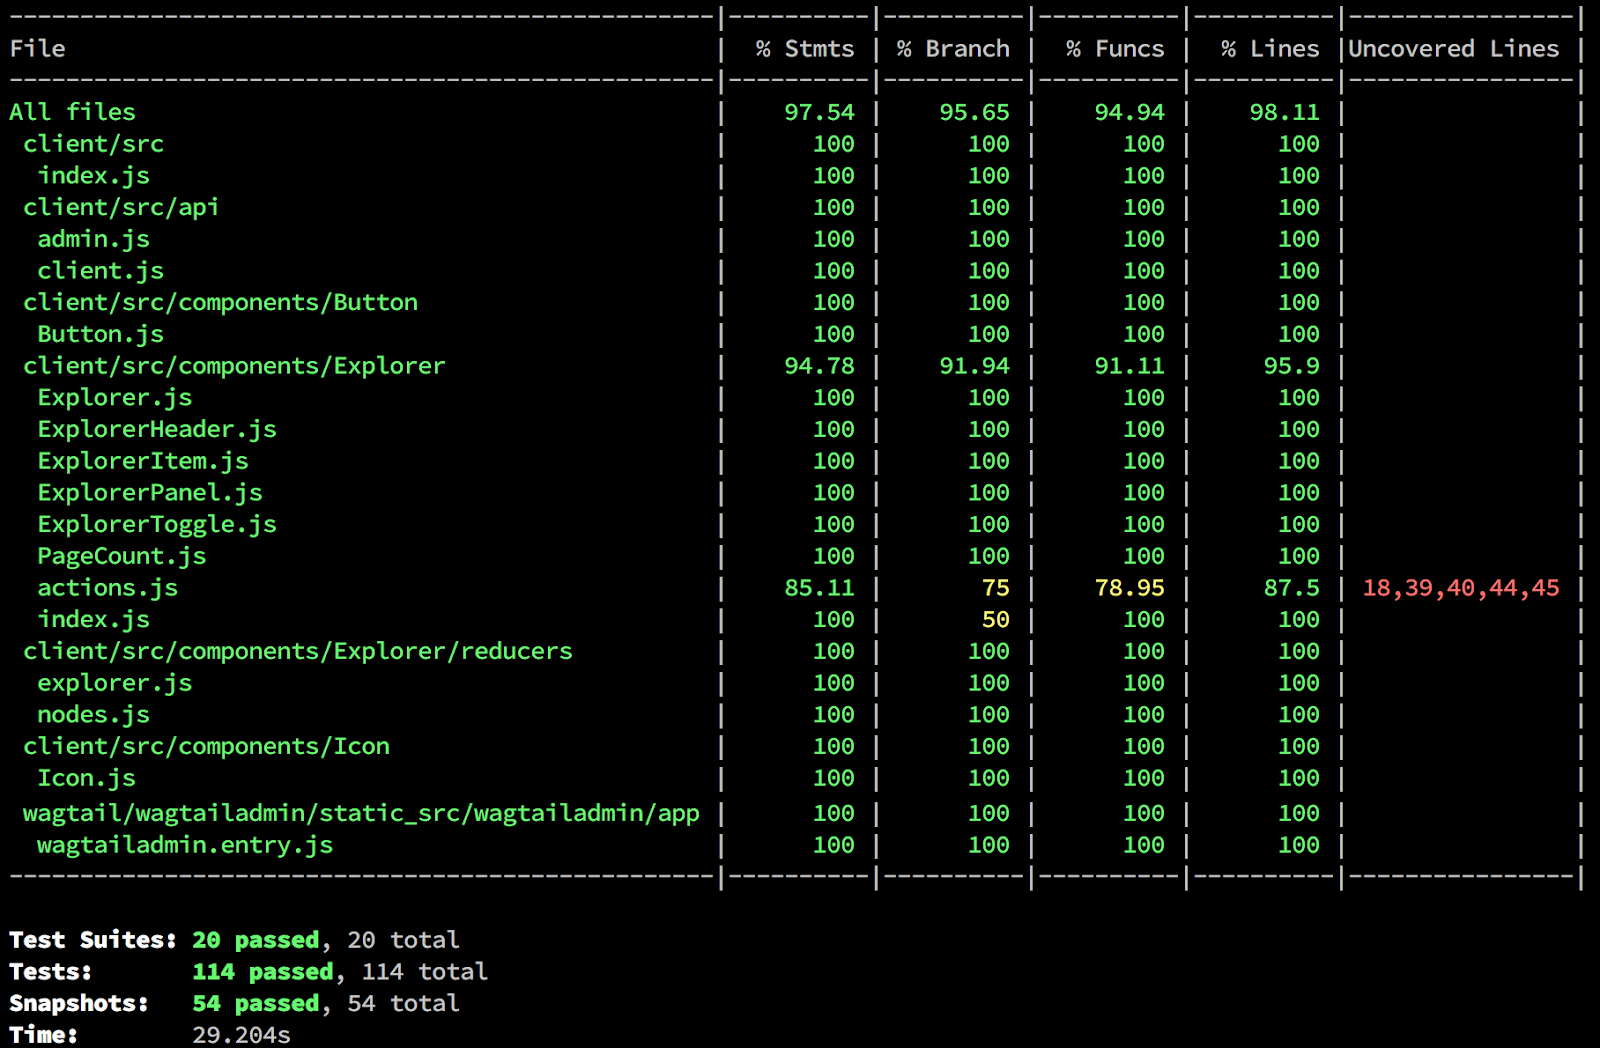 --------------------------------------------------|----------|----------|----------|----------|----------------|
File                                              |  % Stmts | % Branch |  % Funcs |  % Lines |Uncovered Lines |
--------------------------------------------------|----------|----------|----------|----------|----------------|
All files                                         |    97.54 |    95.65 |    94.94 |    98.11 |                |
 client/src                                       |      100 |      100 |      100 |      100 |                |
  index.js                                        |      100 |      100 |      100 |      100 |                |
 client/src/api                                   |      100 |      100 |      100 |      100 |                |
  admin.js                                        |      100 |      100 |      100 |      100 |                |
  client.js                                       |      100 |      100 |      100 |      100 |                |
 client/src/components/Button                     |      100 |      100 |      100 |      100 |                |
  Button.js                                       |      100 |      100 |      100 |      100 |                |
 client/src/components/Explorer                   |    94.78 |    91.94 |    91.11 |     95.9 |                |
  Explorer.js                                     |      100 |      100 |      100 |      100 |                |
  ExplorerHeader.js                               |      100 |      100 |      100 |      100 |                |
  ExplorerItem.js                                 |      100 |      100 |      100 |      100 |                |
  ExplorerPanel.js                                |      100 |      100 |      100 |      100 |                |
  ExplorerToggle.js                               |      100 |      100 |      100 |      100 |                |
  PageCount.js                                    |      100 |      100 |      100 |      100 |                |
  actions.js                                      |    85.11 |       75 |    78.95 |     87.5 | 18,39,40,44,45 |
  index.js                                        |      100 |       50 |      100 |      100 |                |
 client/src/components/Explorer/reducers          |      100 |      100 |      100 |      100 |                |
  explorer.js                                     |      100 |      100 |      100 |      100 |                |
  nodes.js                                        |      100 |      100 |      100 |      100 |                |
 client/src/components/Icon                       |      100 |      100 |      100 |      100 |                |
  Icon.js                                         |      100 |      100 |      100 |      100 |                |
 wagtail/wagtailadmin/static_src/wagtailadmin/app |      100 |      100 |      100 |      100 |                |
  wagtailadmin.entry.js                           |      100 |      100 |      100 |      100 |                |
--------------------------------------------------|----------|----------|----------|----------|----------------|
Test Suites: 20 passed, 20 total
Tests:       114 passed, 114 total
Snapshots:   54 passed, 54 total
Time:        29.204s